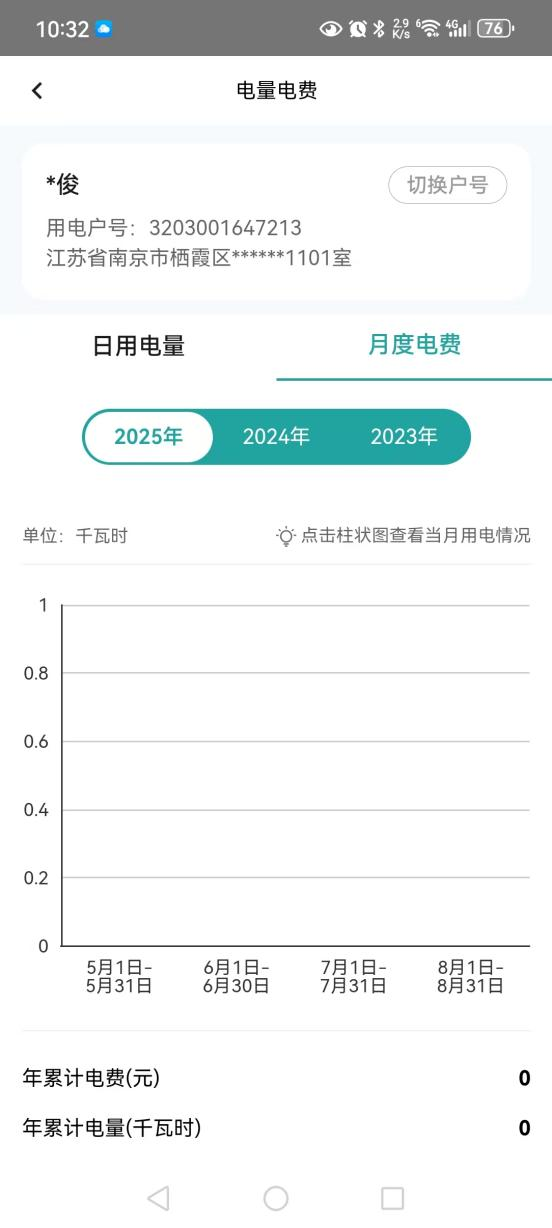 10:32
2.9 K/s 6 4G 76
电量电费
*俊
切换户号
用电户号：3203001647213
江苏省南京市栖霞区******1101室
日用电量 月度电费
2025年 2024年 2023年
单位：千瓦时 点击柱状图查看当月用电情况
1
0.8
0.6
0.4
0.2
0
5月1日- 6月1日- 7月1日- 8月1日-
5月31日 6月30日 7月31日 8月31日
年累计电费(元) 0
年累计电量(千瓦时) 0